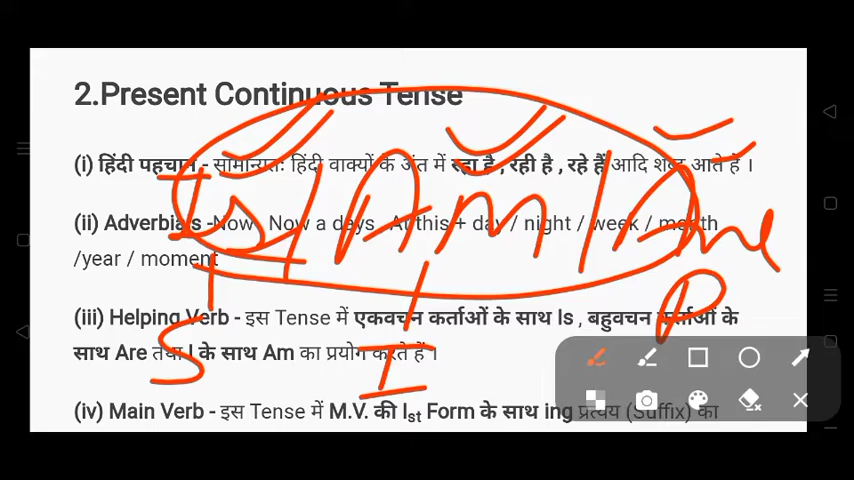 2.Present Continuous Tense
(i) हिंदी पहचान - सामान्यतः हिंदी वाक्यों के अंत में रहा है , रही है , रहे हैं आदि शब्द आते है ।
Is / Am / Are
(ii) Adverbials -Now, Now a days, At this + day / night / week / month
/year / moment
P
(iii) Helping Verb - इस Tense में एकवचन कर्ताओं के साथ Is , बहुवचन कर्ताओं के
S I
साथ Are तथा I के साथ Am का प्रयोग करते हैं ।
(iv) Main Verb - इस Tense में M.V. की Ist Form के साथ ing प्रत्यय (Suffix) का